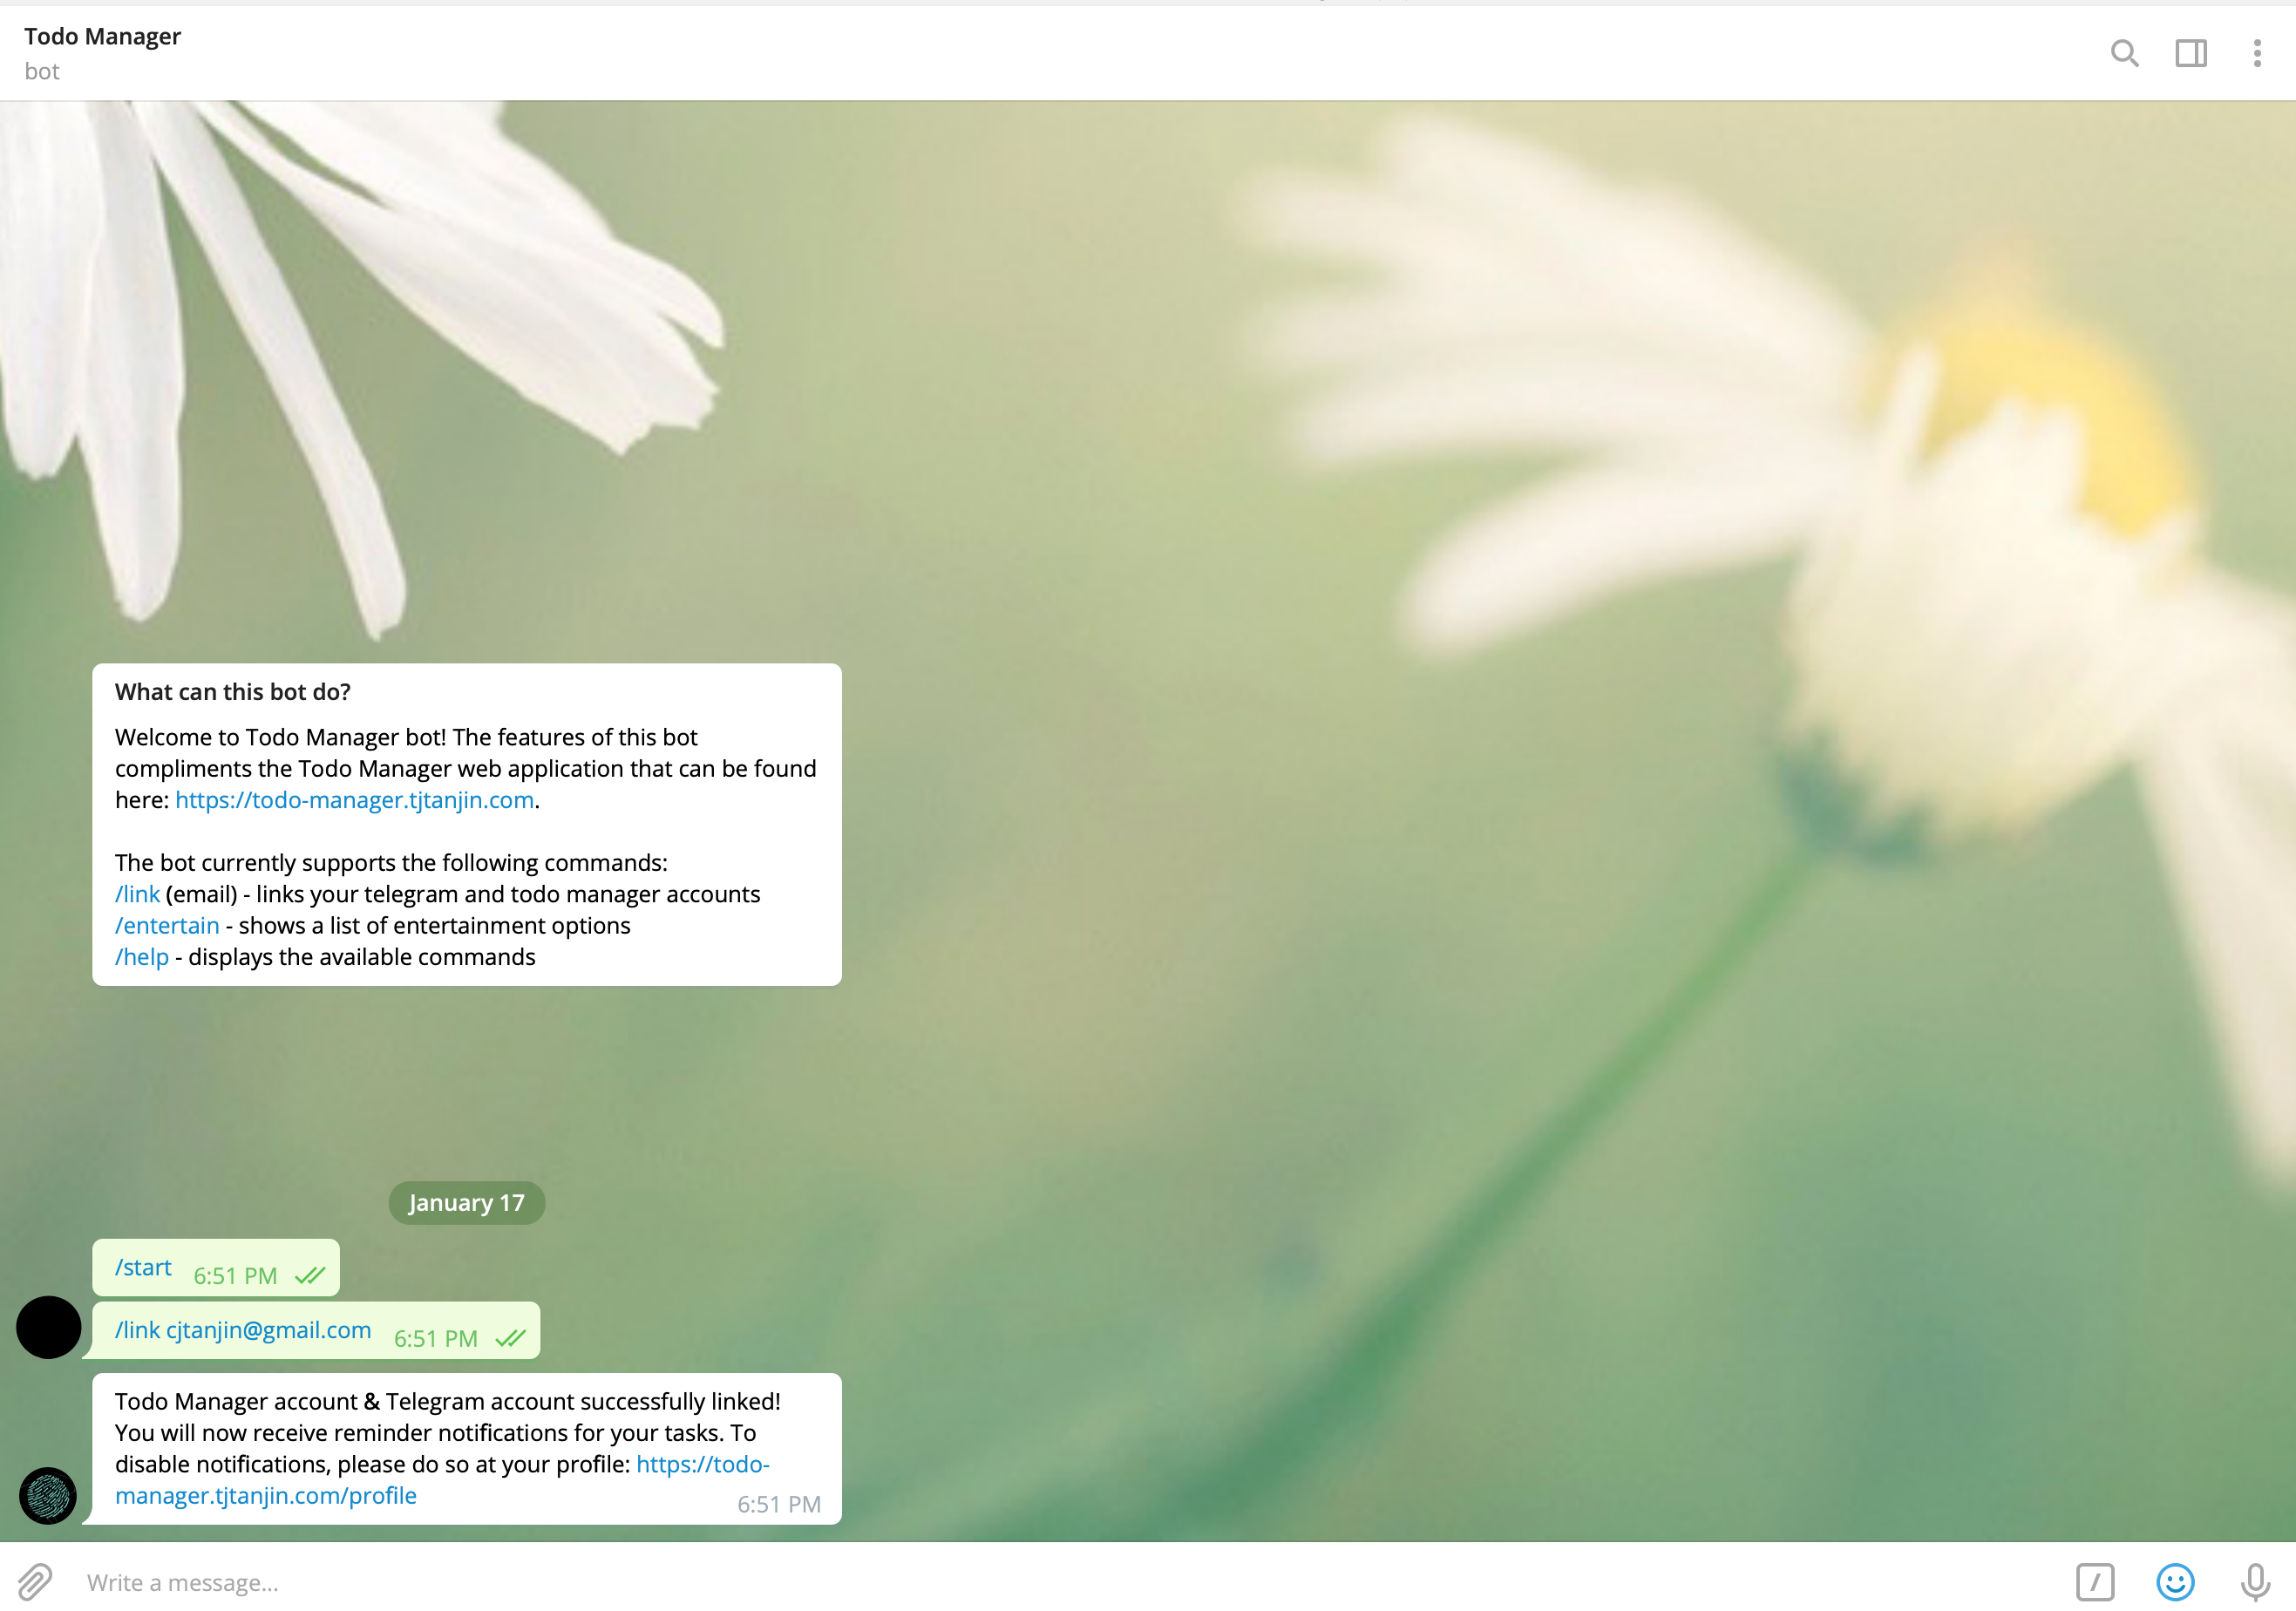 Todo Manager
bot
What can this bot do?
Welcome to Todo Manager bot! The features of this bot
compliments the Todo Manager web application that can be found
here: https://todo-manager.tjtanjin.com.
The bot currently supports the following commands:
/link (email) - links your telegram and todo manager accounts
/entertain - shows a list of entertainment options
/help - displays the available commands
January 17
/start 6:51 PM
/link cjtanjin@gmail.com 6:51 PM
Todo Manager account & Telegram account successfully linked!
You will now receive reminder notifications for your tasks. To
disable notifications, please do so at your profile: https://todo-
manager.tjtanjin.com/profile
6:51 PM
Write a message...